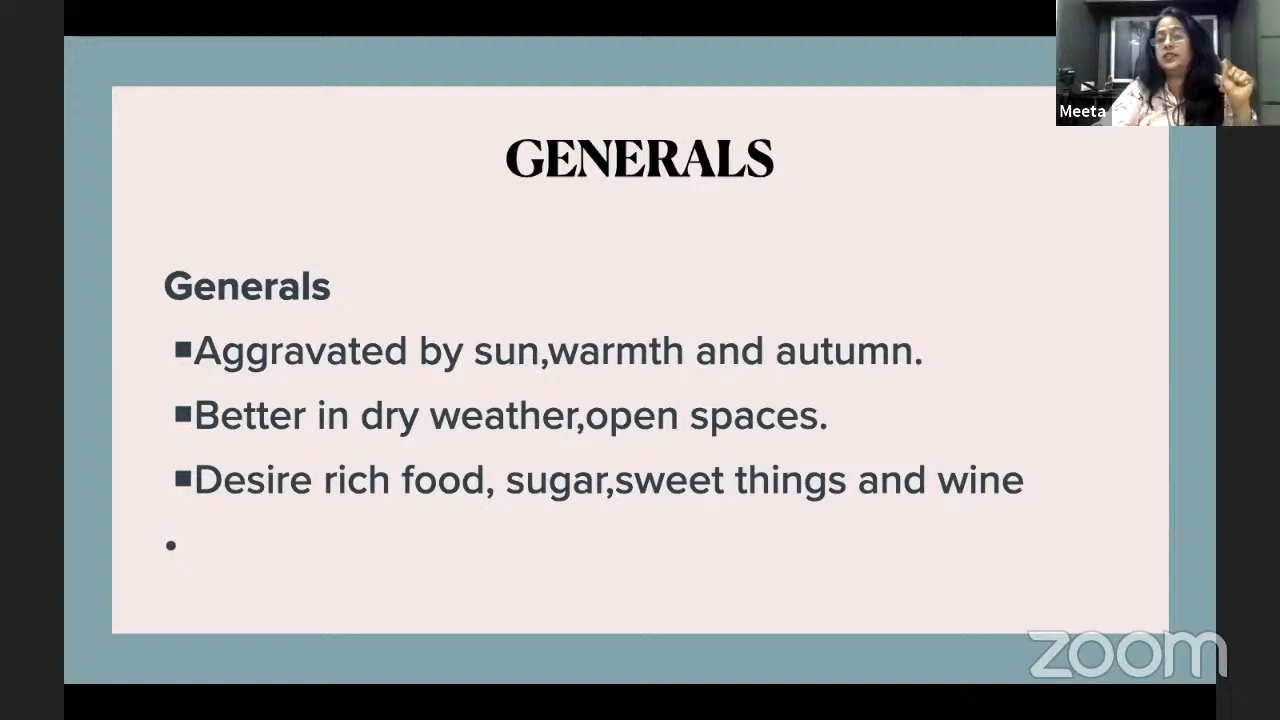 Meeta
GENERALS
Generals
▪Aggravated by sun,warmth and autumn.
▪Better in dry weather,open spaces.
▪Desire rich food, sugar,sweet things and wine
•
zoom